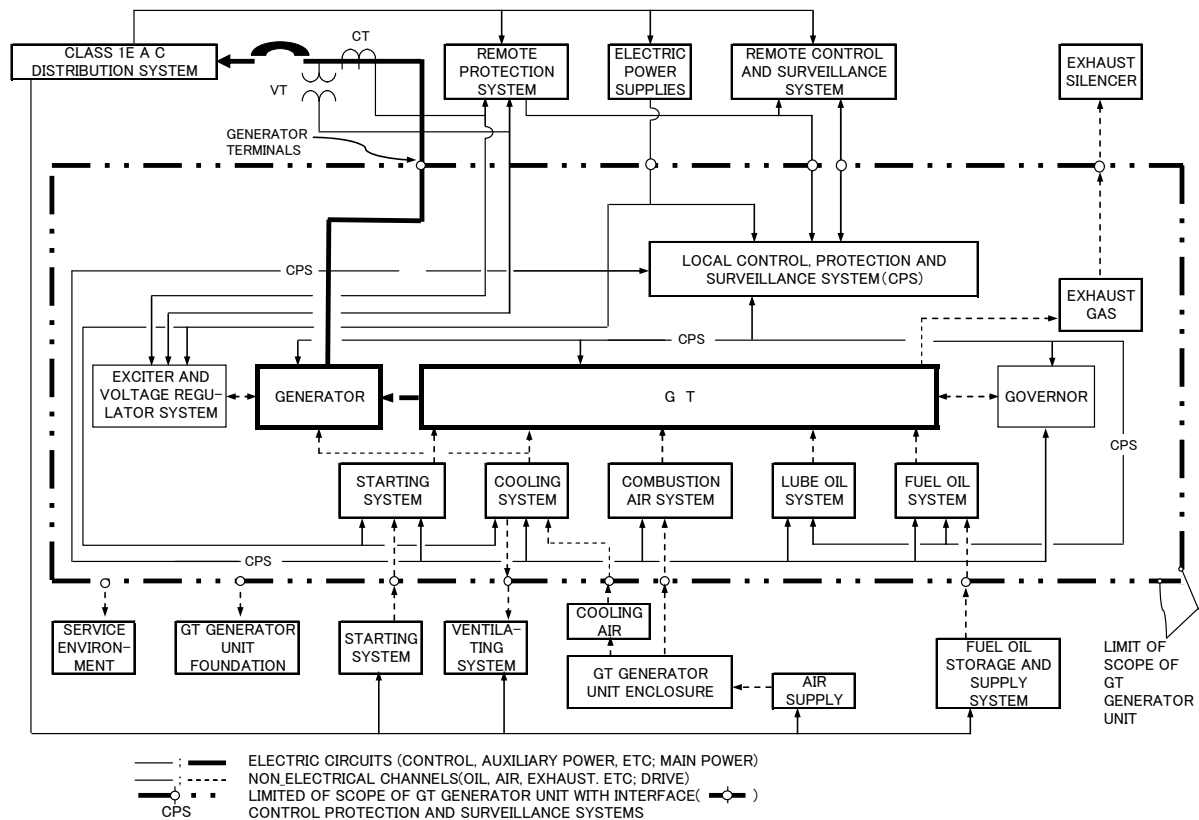 CLASS 1E A C
DISTRIBUTION SYSTEM
CT
VT
REMOTE
PROTECTION
SYSTEM
ELECTRIC
POWER
SUPPLIES
REMOTE CONTROL
AND SURVEILLANCE
SYSTEM
EXHAUST
SILENCER
GENERATOR
TERMINALS
CPS
LOCAL CONTROL, PROTECTION AND
SURVEILLANCE SYSTEM(CPS)
EXHAUST
GAS
CPS
EXCITER AND
VOLTAGE REGU-
LATOR SYSTEM
GENERATOR
G T
GOVERNOR
CPS
STARTING
SYSTEM
COOLING
SYSTEM
COMBUSTION
AIR SYSTEM
LUBE OIL
SYSTEM
FUEL OIL
SYSTEM
CPS
SERVICE
ENVIRON-
MENT
GT GENERATOR
UNIT FOUNDATION
STARTING
SYSTEM
VENTILA-
TING SYSTEM
COOLING
AIR
GT GENERATOR
UNIT ENCLOSURE
AIR
SUPPLY
FUEL OIL
STORAGE AND
SUPPLY
SYSTEM
LIMIT OF
SCOPE OF
GT
GENERATOR
UNIT
; ELECTRIC CIRCUITS (CONTROL, AUXILIARY POWER, ETC; MAIN POWER)
; NON_ELECTRICAL CHANNELS(OIL, AIR, EXHAUST. ETC; DRIVE)
LIMITED OF SCOPE OF GT GENERATOR UNIT WITH INTERFACE( )
CPS CONTROL PROTECTION AND SURVEILLANCE SYSTEMS